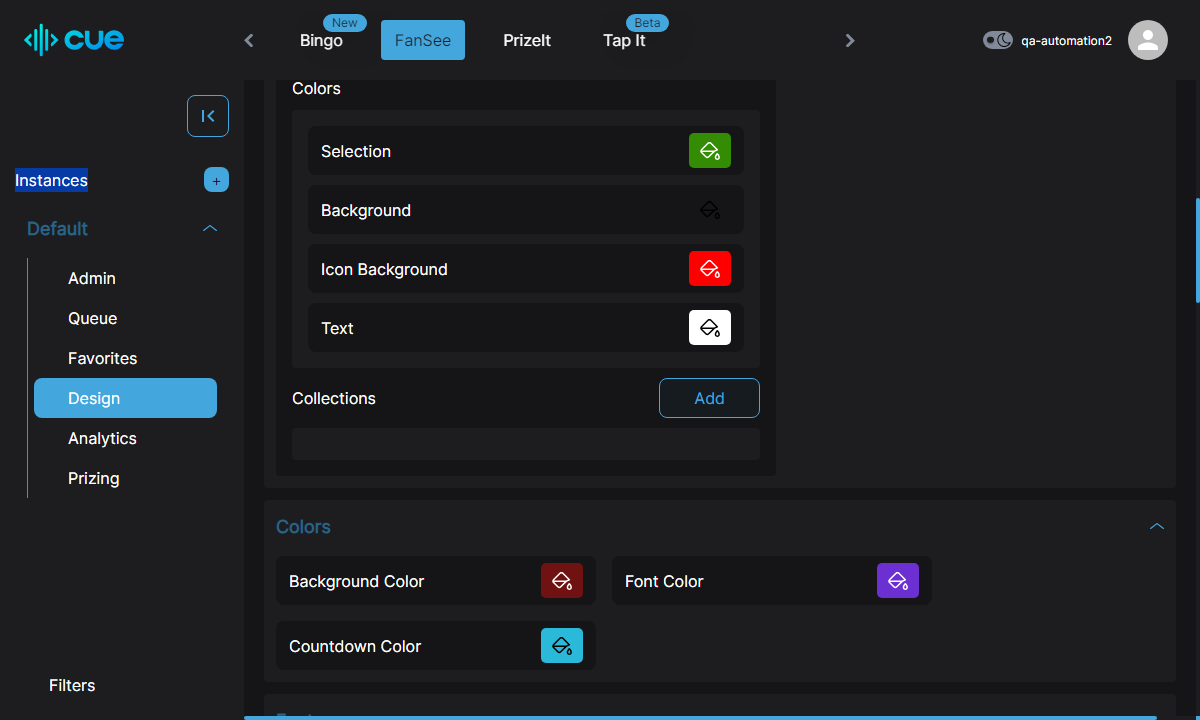 cue
Bingo
New
FanSee
PrizeIt
Tap It
Beta
qa-automation2
Instances
+
Default
Admin
Queue
Favorites
Design
Analytics
Prizing
Filters
Colors
Selection
Background
Icon Background
Text
Collections
Add
Colors
Background Color
Font Color
Countdown Color